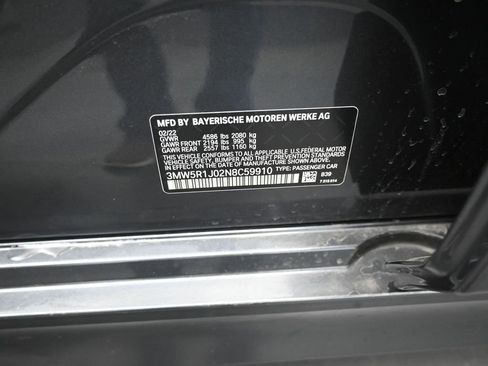 MFD BY BAYERISCHE MOTOREN WERKE AG
02/22
GVWR 4586 lbs 2080 kg
GAWR FRONT 2194 lbs 995 kg
GAWR REAR 2557 lbs 1160 kg
THIS VEHICLE CONFORMS TO ALL APPLICABLE U.S. FEDERAL MOTOR
VEHICLE SAFETY, BUMPER AND THEFT PREVENTION STANDARDS IN
EFFECT ON THE DATE OF MANUFACTURE SHOWN ABOVE.
3MW5R1J02N8C59910 TYPE: PASSENGER CAR
B39